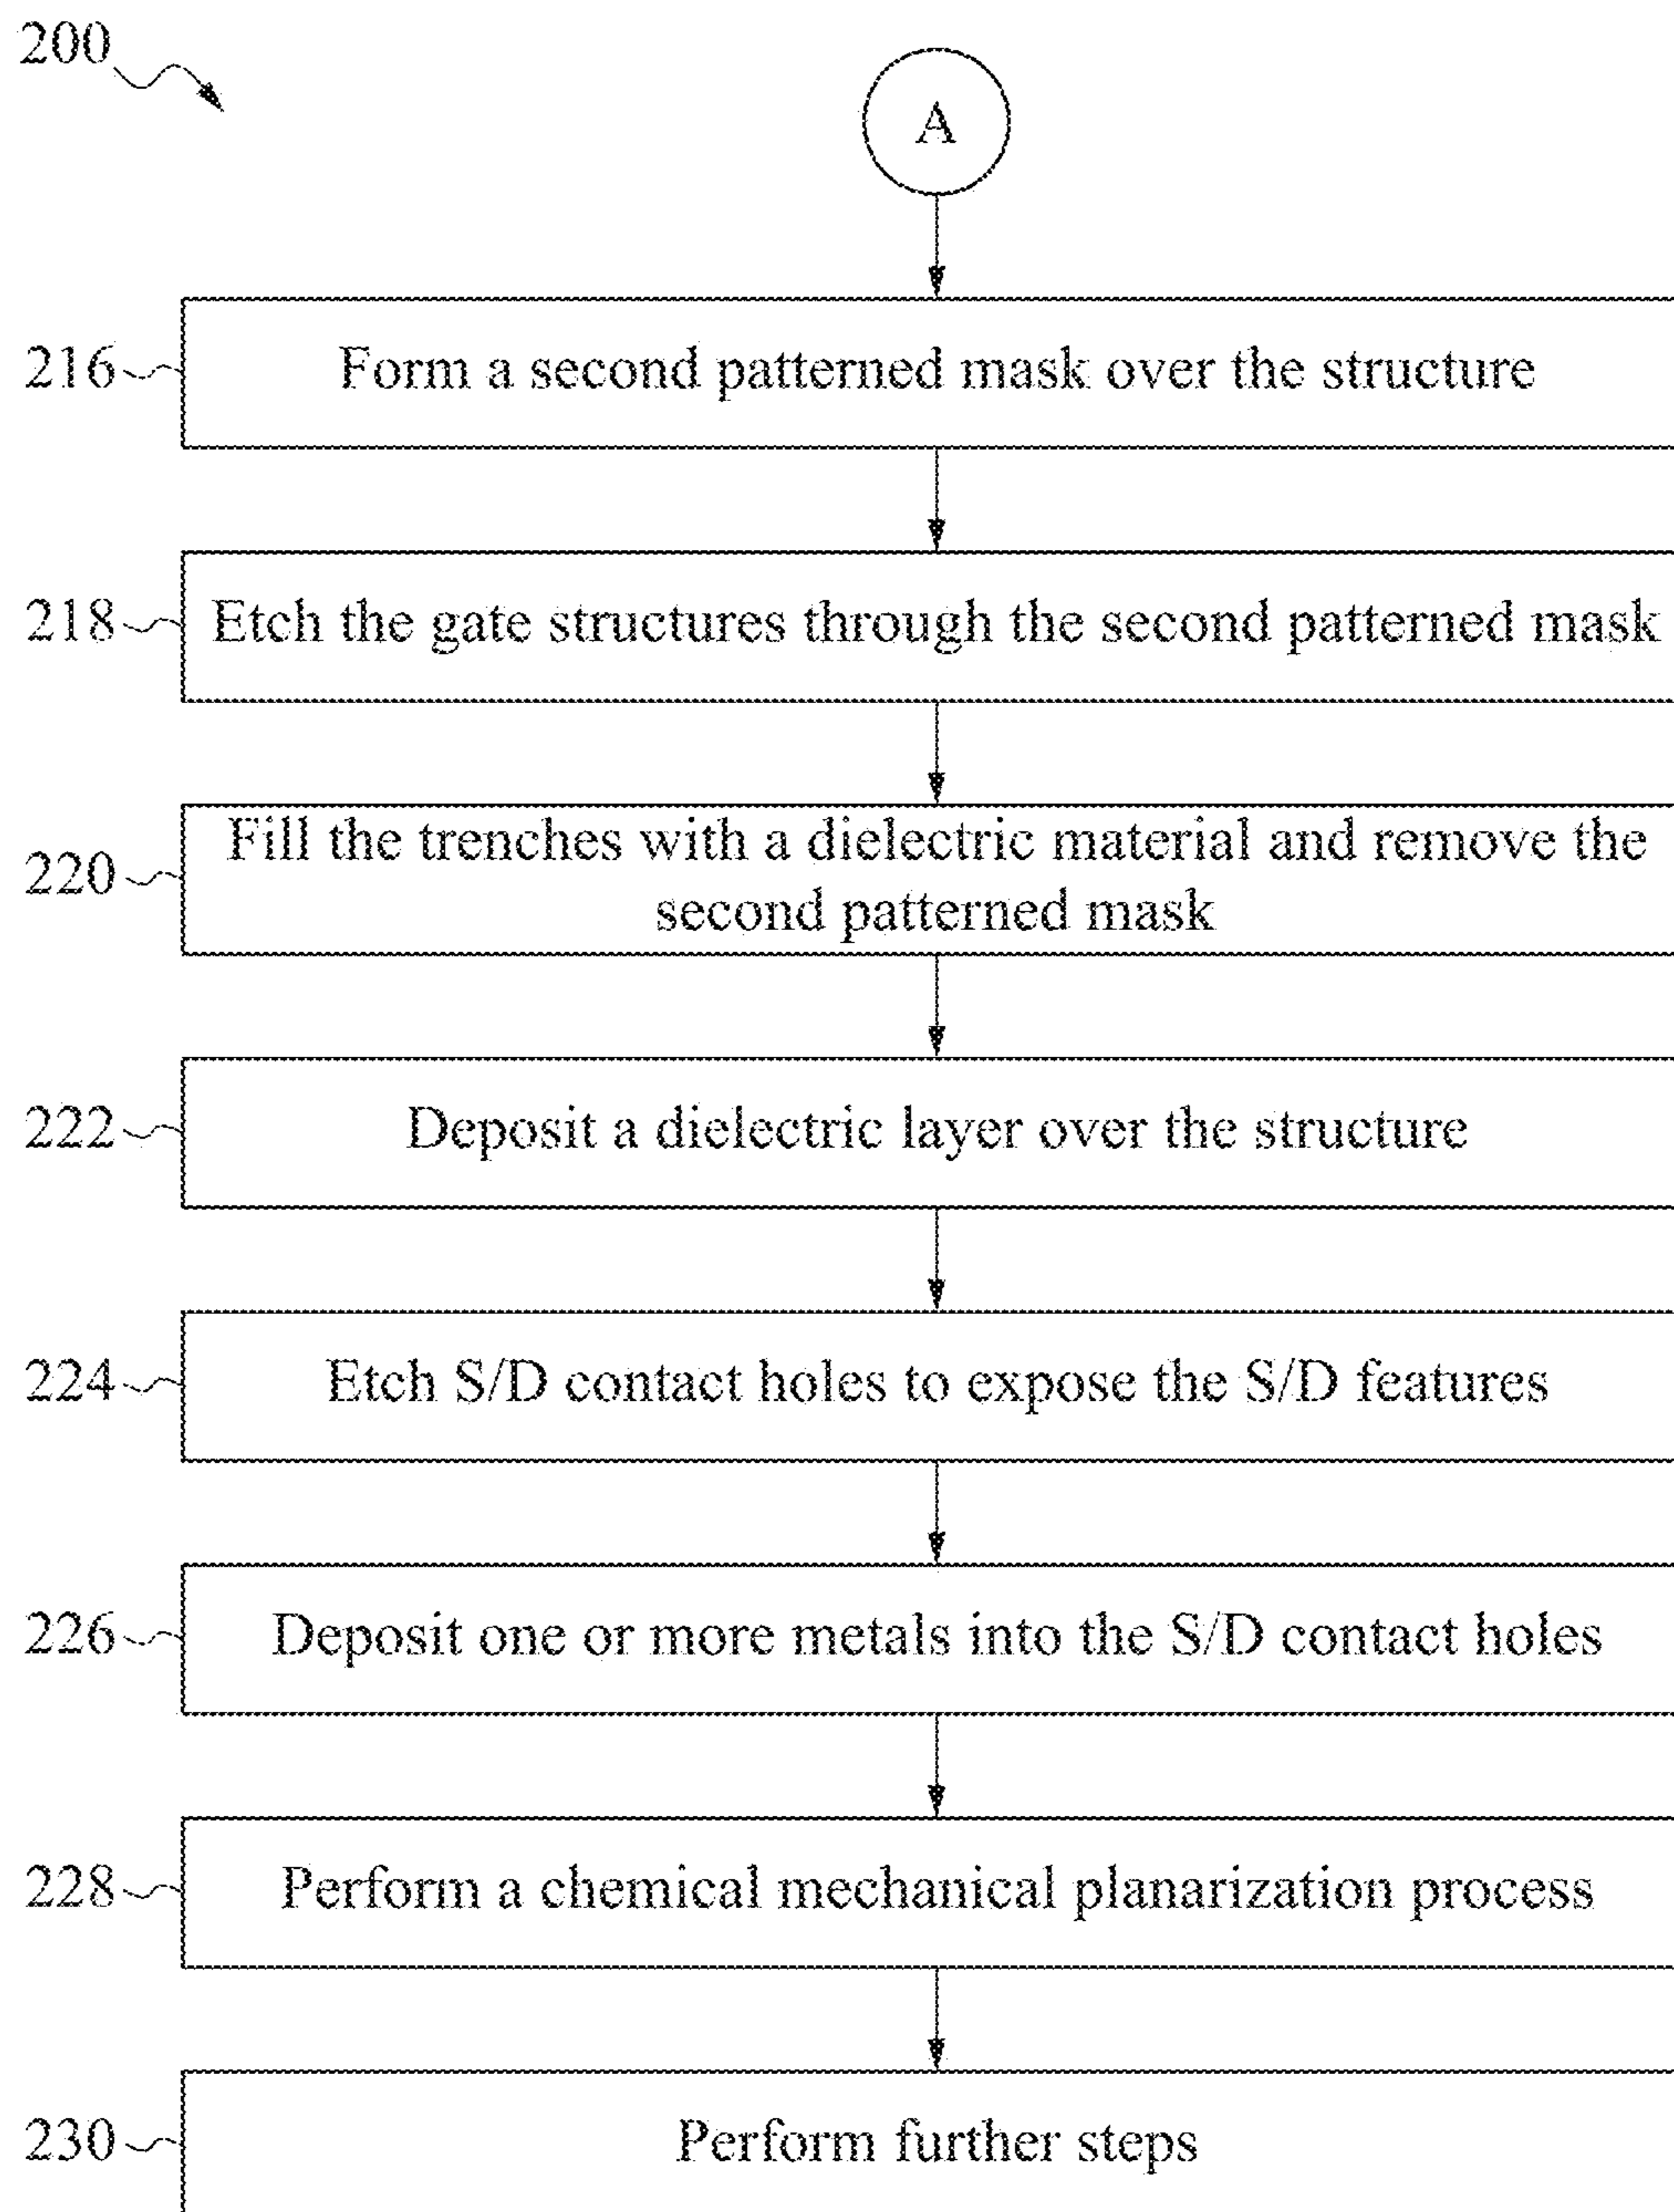 200
A
216
Form a second patterned mask over the structure
218
Etch the gate structures through the second patterned mask
220
Fill the trenches with a dielectric material and remove the
second patterned mask
222
Deposit a dielectric layer over the structure
224
Etch S/D contact holes to expose the S/D features
226
Deposit one or more metals into the S/D contact holes
228
Perform a chemical mechanical planarization process
230
Perform further steps